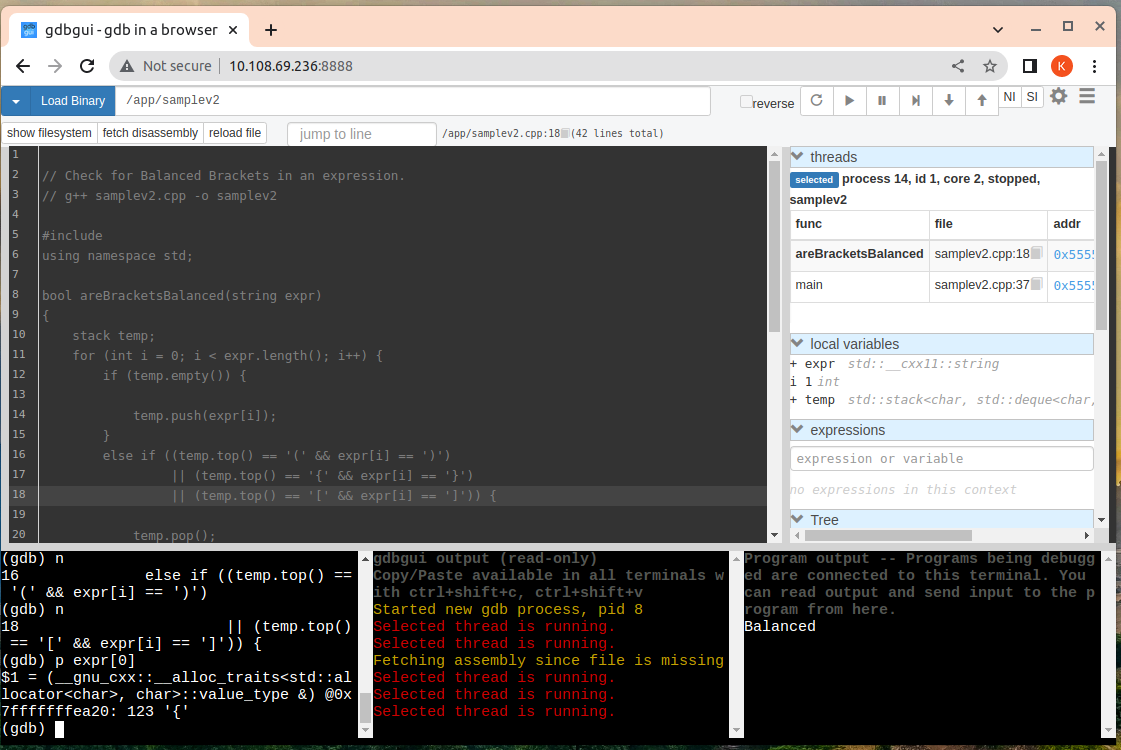 gdbgui - gdb in a browser
Not secure
10.108.69.236:8888
K
Load Binary
/app/samplev2
reverse
NI
SI
show filesystem
fetch disassembly
reload file
jump to line
/app/samplev2.cpp:18 (42 lines total)
1
2 // Check for Balanced Brackets in an expression.
3 // g++ samplev2.cpp -o samplev2
4
5 #include
6 using namespace std;
7
8 bool areBracketsBalanced(string expr)
9 {
10 stack temp;
11 for (int i = 0; i < expr.length(); i++) {
12 if (temp.empty()) {
13
14 temp.push(expr[i]);
15 }
16 else if ((temp.top() == '(' && expr[i] == ')')
17 || (temp.top() == '{' && expr[i] == '}')
18 || (temp.top() == '[' && expr[i] == ']')) {
19
20 temp.pop();
threads
selected process 14, id 1, core 2, stopped,
samplev2
func file addr
areBracketsBalanced samplev2.cpp:18 0x555
main samplev2.cpp:37 0x555
local variables
+ expr std::__cxx11::string
i 1 int
+ temp std::stack<char, std::deque<char,
expressions
expression or variable
no expressions in this context
Tree
(gdb) n
16 else if ((temp.top() ==
'(' && expr[i] == ')')
(gdb) n
18 || (temp.top()
== '[' && expr[i] == ']')) {
(gdb) p expr[0]
$1 = (__gnu_cxx::__alloc_traits<std::al
locator<char>, char>::value_type &) @0x
7fffffffea20: 123 '{'
(gdb)
gdbgui output (read-only)
Copy/Paste available in all terminals w
ith ctrl+shift+c, ctrl+shift+v
Started new gdb process, pid 8
Selected thread is running.
Selected thread is running.
Fetching assembly since file is missing
Selected thread is running.
Selected thread is running.
Selected thread is running.
Program output -- Programs being debugg
ed are connected to this terminal. You
can read output and send input to the p
rogram from here.
Balanced